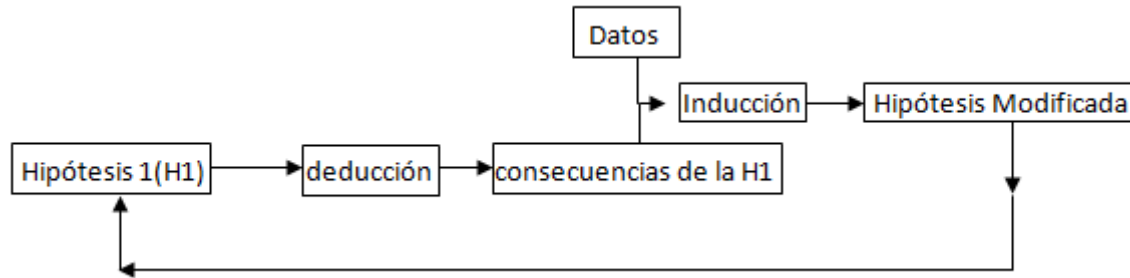 Datos
Inducción
Hipótesis Modificada
Hipótesis 1(H1)
deducción
consecuencias de la H1